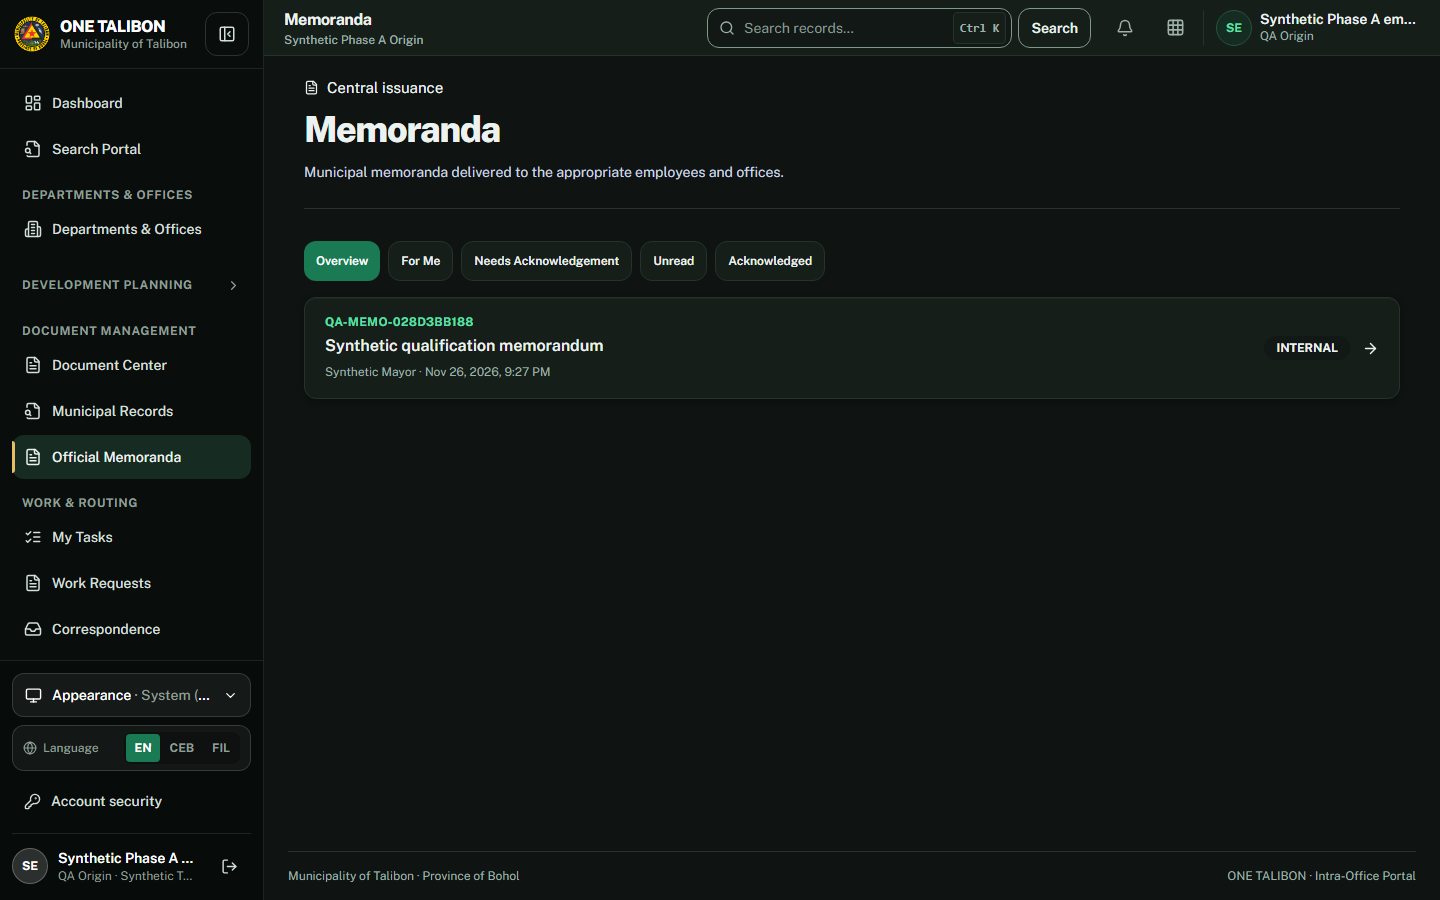 ONE TALIBON
Municipality of Talibon
Dashboard
Search Portal
DEPARTMENTS & OFFICES
Departments & Offices
DEVELOPMENT PLANNING
DOCUMENT MANAGEMENT
Document Center
Municipal Records
Official Memoranda
WORK & ROUTING
My Tasks
Work Requests
Correspondence
Appearance · System (...
Language EN CEB FIL
Account security
SE Synthetic Phase A ...
QA Origin · Synthetic T...
Memoranda
Synthetic Phase A Origin
Search records... Ctrl K Search
SE Synthetic Phase A em...
QA Origin
Central issuance
Memoranda
Municipal memoranda delivered to the appropriate employees and offices.
Overview For Me Needs Acknowledgement Unread Acknowledged
QA-MEMO-028D3BB188
Synthetic qualification memorandum
Synthetic Mayor · Nov 26, 2026, 9:27 PM
INTERNAL
Municipality of Talibon · Province of Bohol
ONE TALIBON · Intra-Office Portal